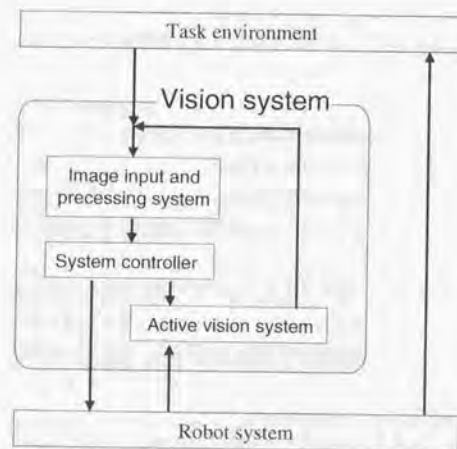 Task environment
Vision system
Image input and
precessing system
System controller
Active vision system
Robot system